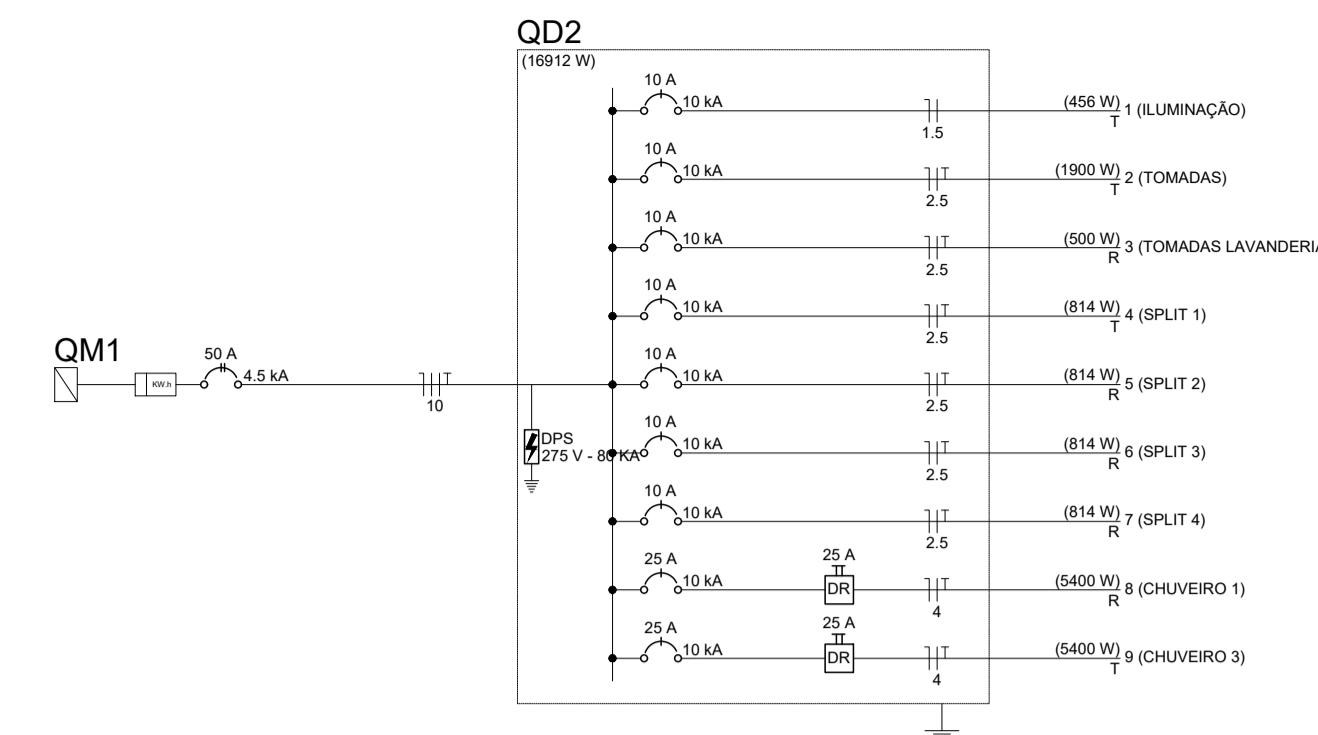 QD2
(16912 W)
10 A
10 kA
1.5
(456 W)
T
1 (ILUMINAÇÃO)
10 A
10 kA
T
2.5
(1900 W)
T
2 (TOMADAS)
10 A
10 kA
T
2.5
(500 W)
R
3 (TOMADAS LAVANDERIA
10 A
10 kA
T
2.5
(814 W)
T
4 (SPLIT 1)
QM1
KW.h
50 A
4.5 kA
T
10
10 A
10 kA
T
2.5
(814 W)
R
5 (SPLIT 2)
DPS
275 V - 80 KA
10 A
10 kA
T
2.5
(814 W)
R
6 (SPLIT 3)
10 A
10 kA
T
2.5
(814 W)
R
7 (SPLIT 4)
25 A
10 kA
25 A
DR
T
4
(5400 W)
R
8 (CHUVEIRO 1)
25 A
10 kA
25 A
DR
T
4
(5400 W)
T
9 (CHUVEIRO 3)